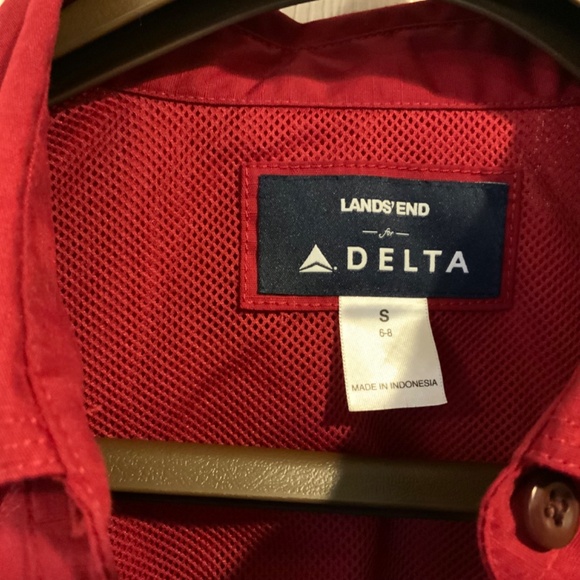 LANDS' END
for
DELTA
S
6-8
MADE IN INDONESIA